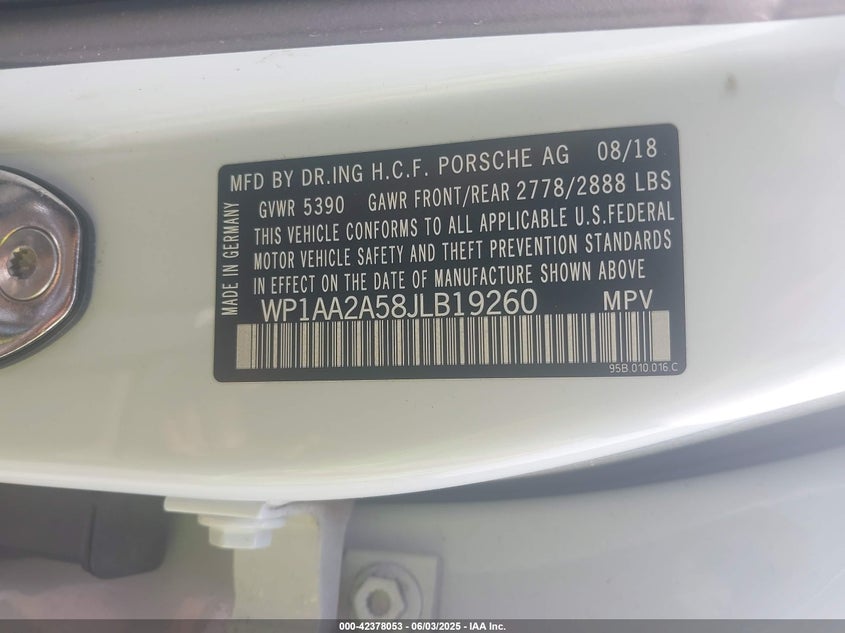 MFD BY DR.ING H.C.F. PORSCHE AG 08/18
GVWR 5390 GAWR FRONT/REAR 2778/2888 LBS
THIS VEHICLE CONFORMS TO ALL APPLICABLE U.S.FEDERAL
MOTOR VEHICLE SAFETY AND THEFT PREVENTION STANDARDS
IN EFFECT ON THE DATE OF MANUFACTURE SHOWN ABOVE
WP1AA2A58JLB19260 MPV
95B.010.016 C
MADE IN GERMANY
000-42378053 - 06/03/2025 - IAA Inc.